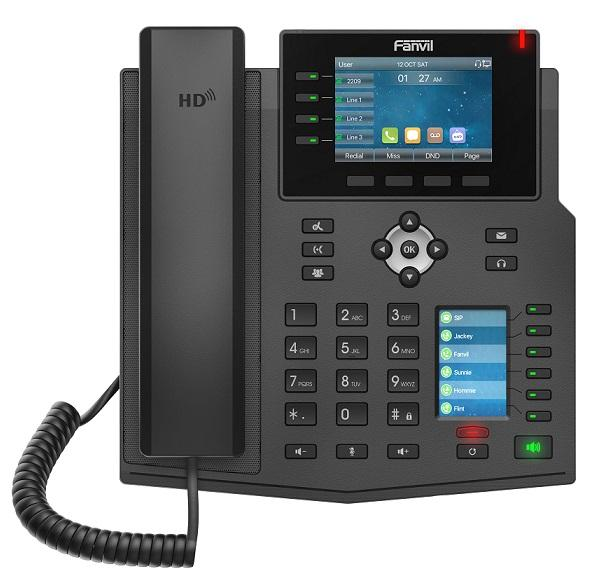 Fanvil
HD
User 12 OCT SAT
01 27 AM
2209
Line 1
Line 2
Line 3
Redial Miss DND Page
OK
1 2 ABC 3 DEF
4 GHI 5 JKL 6 MNO
7 PQRS 8 TUV 9 WXYZ
*. 0 #
SIP
Jackey
Fanvil
Sunnie
Hommie
Flint